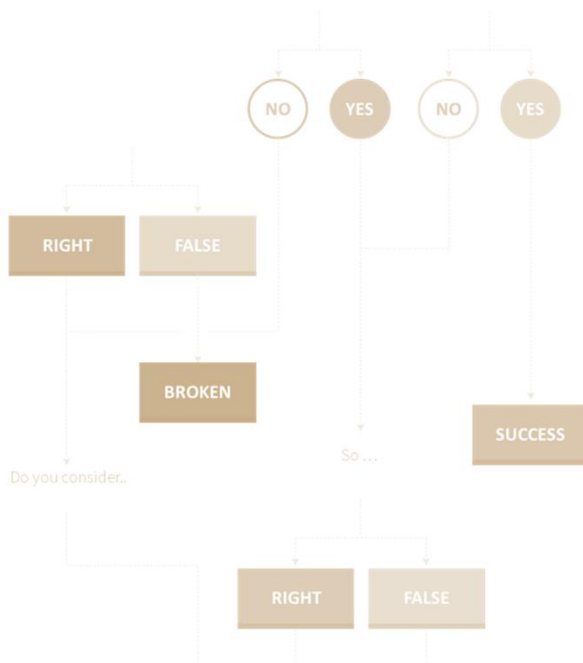 NO YES NO YES
RIGHT FALSE
BROKEN
SUCCESS
So ...
Do you consider..
RIGHT FALSE